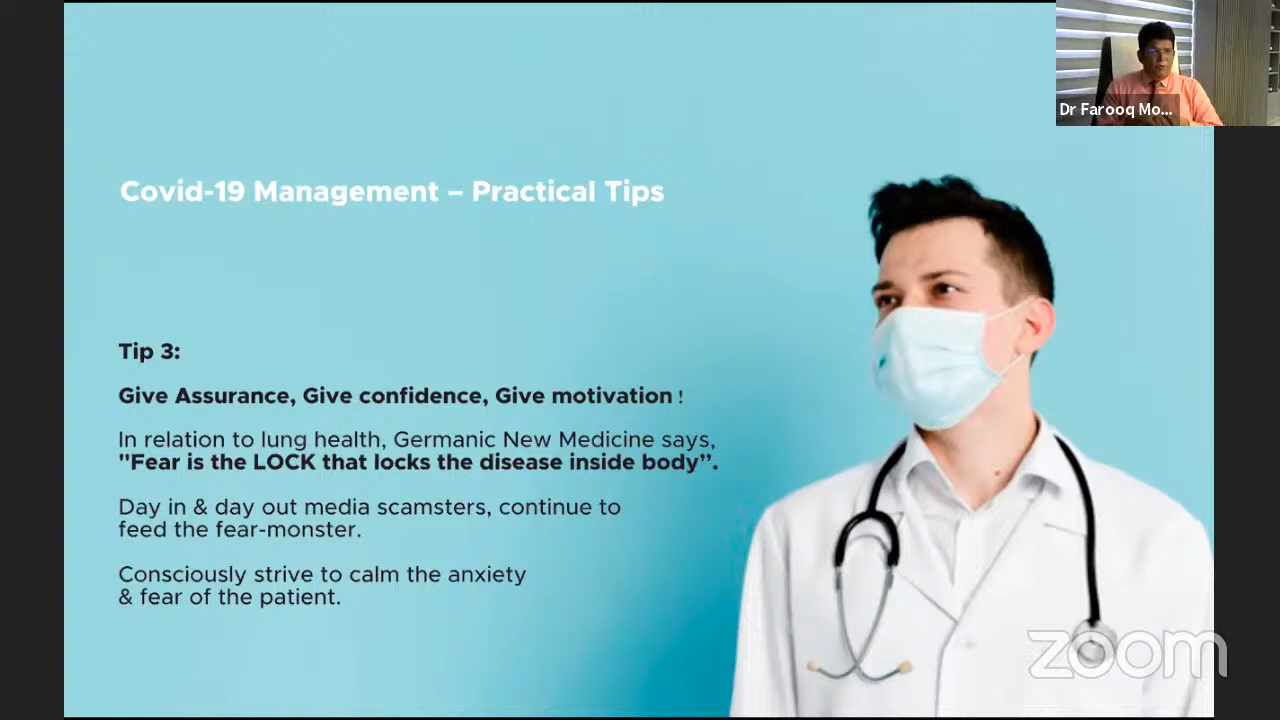 Dr Farooq Mo...
Covid-19 Management – Practical Tips
Tip 3:
Give Assurance, Give confidence, Give motivation !
In relation to lung health, Germanic New Medicine says,
"Fear is the LOCK that locks the disease inside body”.
Day in & day out media scamsters, continue to
feed the fear-monster.
Consciously strive to calm the anxiety
& fear of the patient.
zoom